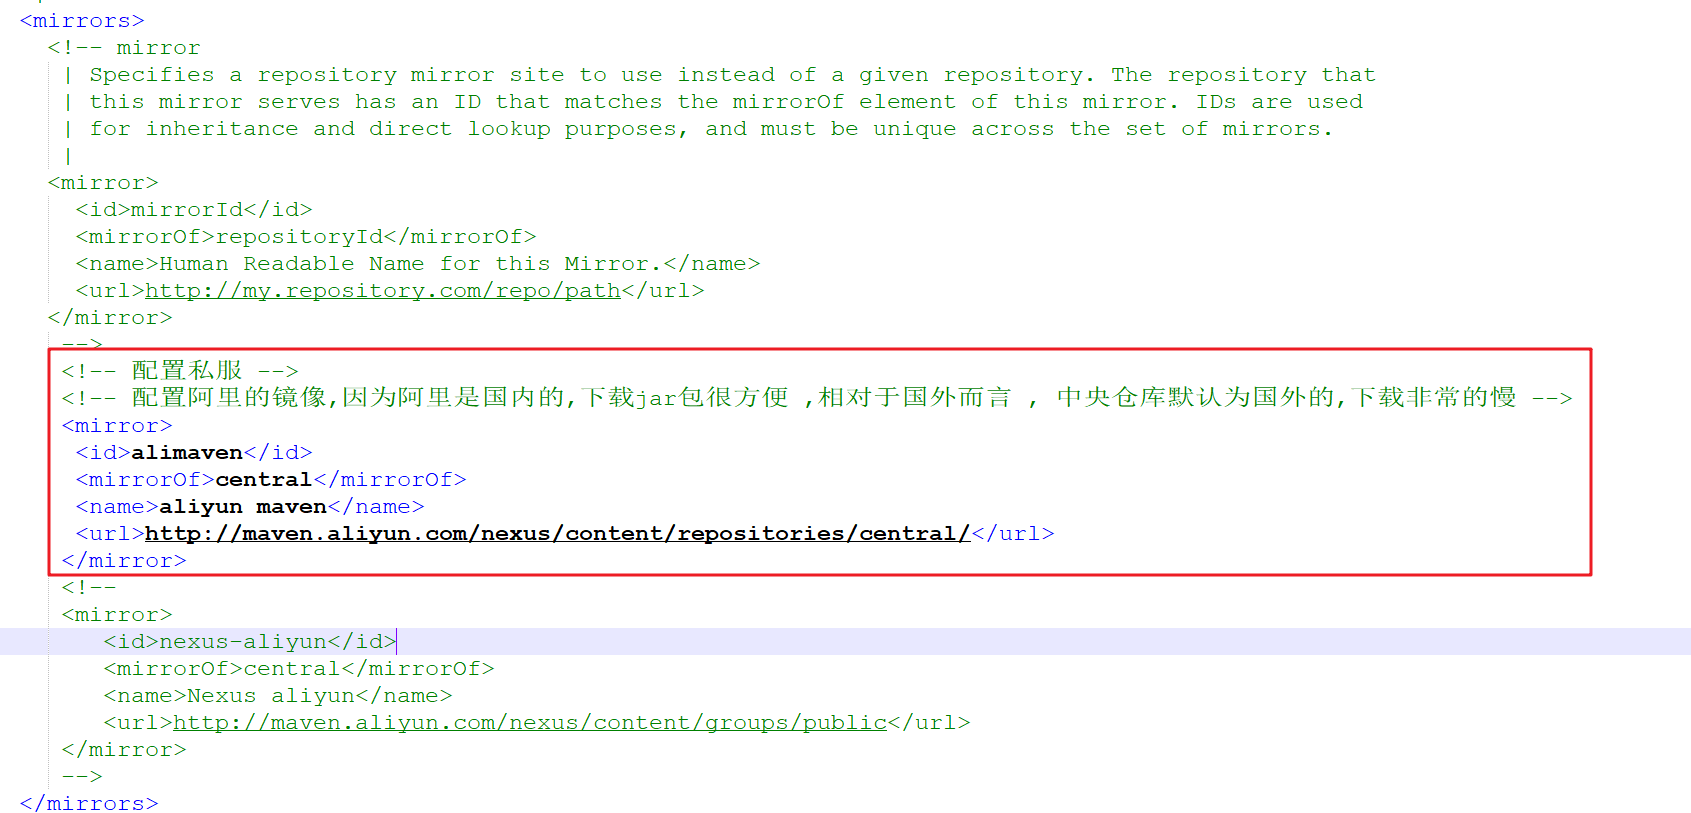 <mirrors>
<!-- mirror
| Specifies a repository mirror site to use instead of a given repository. The repository that
| this mirror serves has an ID that matches the mirrorOf element of this mirror. IDs are used
| for inheritance and direct lookup purposes, and must be unique across the set of mirrors.
|
<mirror>
<id>mirrorId</id>
<mirrorOf>repositoryId</mirrorOf>
<name>Human Readable Name for this Mirror.</name>
<url>http://my.repository.com/repo/path</url>
</mirror>
-->
<!-- 配置私服 -->
<!-- 配置阿里的镜像,因为阿里是国内的,下载jar包很方便 ,相对于国外而言 , 中央仓库默认为国外的,下载非常的慢 -->
<mirror>
<id>alimaven</id>
<mirrorOf>central</mirrorOf>
<name>aliyun maven</name>
<url>http://maven.aliyun.com/nexus/content/repositories/central/</url>
</mirror>
<!--
<mirror>
<id>nexus-aliyun</id>
<mirrorOf>central</mirrorOf>
<name>Nexus aliyun</name>
<url>http://maven.aliyun.com/nexus/content/groups/public</url>
</mirror>
-->
</mirrors>